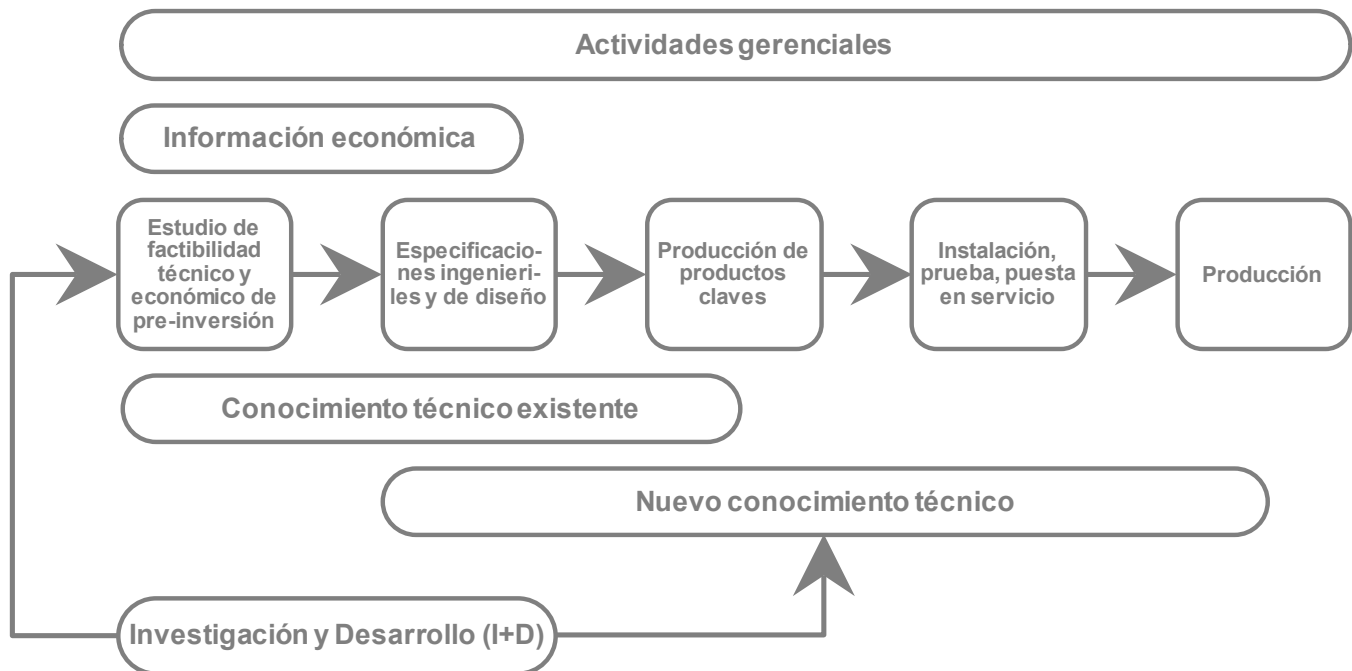 Actividades gerenciales
Información económica
Estudio de
factibilidad
técnico y
económico de
pre-inversión
Especificacio-
nes ingenieri-
les y de diseño
Producción de
productos
claves
Instalación,
prueba, puesta
en servicio
Producción
Conocimiento técnico existente
Nuevo conocimiento técnico
Investigación y Desarrollo (I+D)